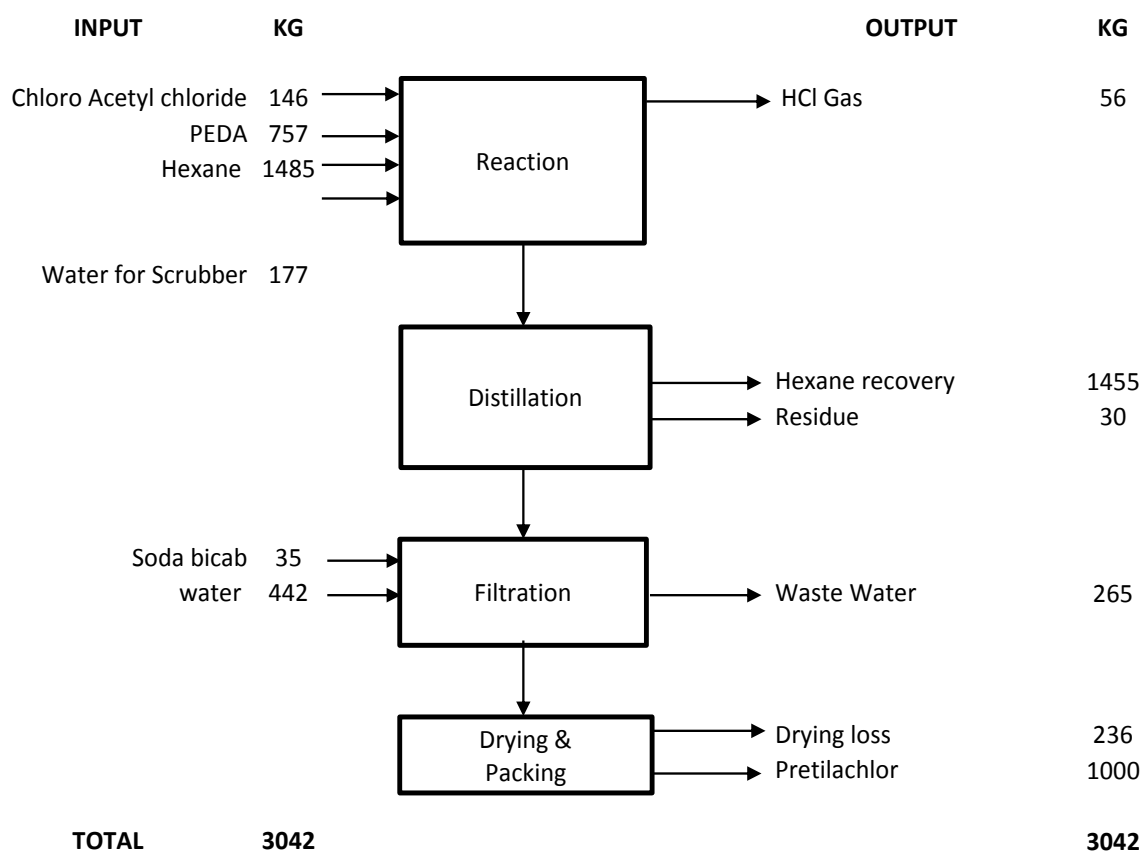 INPUT KG OUTPUT KG
Chloro Acetyl chloride 146 HCl Gas 56
PEDA 757
Hexane 1485 Reaction
Water for Scrubber 177
Hexane recovery 1455
Distillation
Residue 30
Soda bicab 35
water 442 Filtration Waste Water 265
Drying & Drying loss 236
Packing Pretilachlor 1000
TOTAL 3042 3042